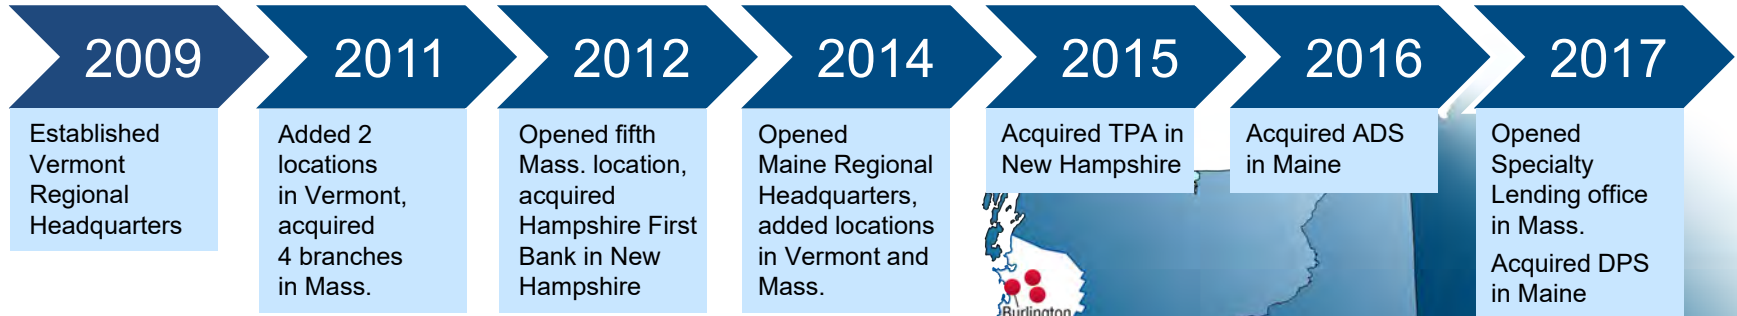 2009
Established
Vermont
Regional
Headquarters
2011
Added 2
locations
in Vermont,
acquired
4 branches
in Mass.
2012
Opened fifth
Mass. location,
acquired
Hampshire First
Bank in New
Hampshire
2014
Opened
Maine Regional
Headquarters,
added locations
in Vermont and
Mass.
2015
Acquired TPA in
New Hampshire
2016
Acquired ADS
in Maine
2017
Opened
Specialty
Lending office
in Mass.
Acquired DPS
in Maine
Burlington